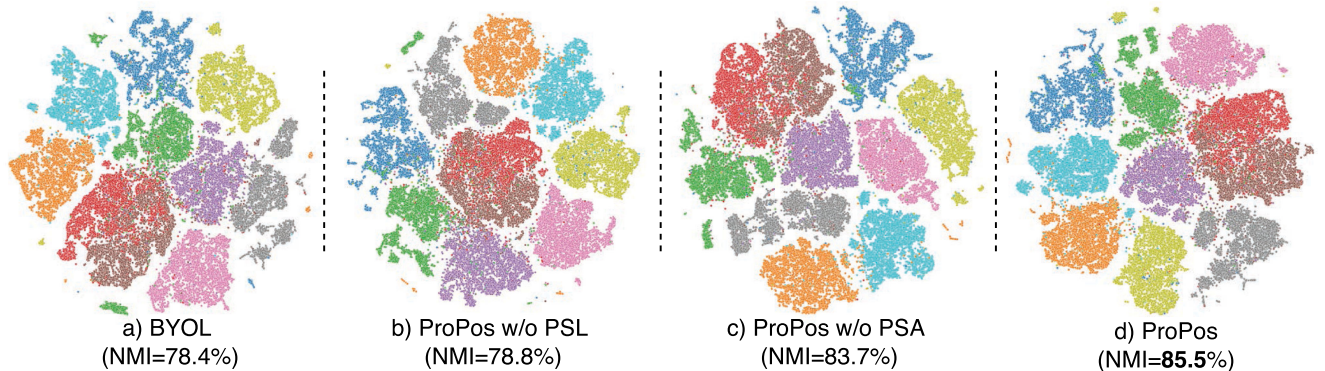 a) BYOL
(NMI=78.4%)
b) ProPos w/o PSL
(NMI=78.8%)
c) ProPos w/o PSA
(NMI=83.7%)
d) ProPos
(NMI=85.5%)